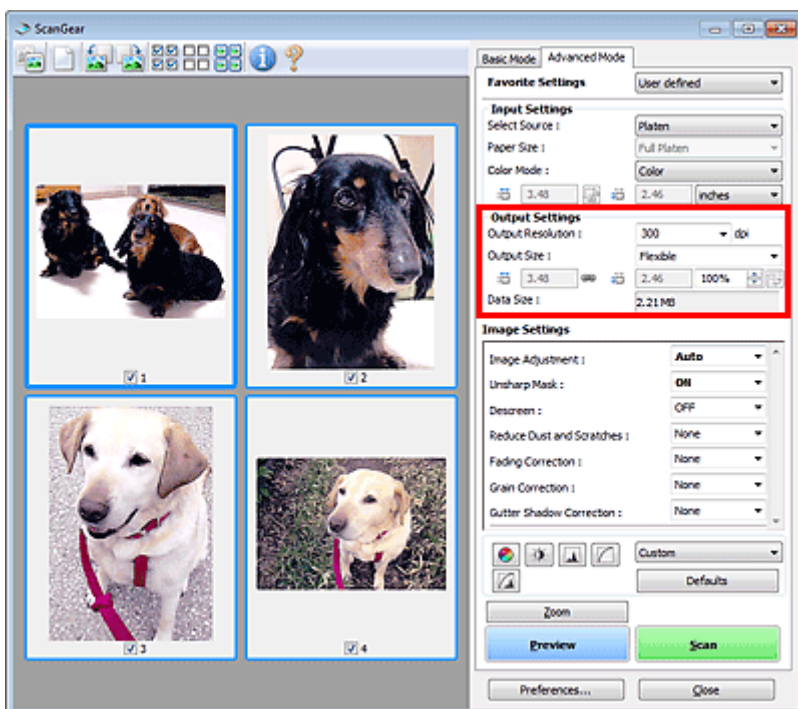 ScanGear
Basic Mode Advanced Mode
Favorite Settings User defined
Input Settings
Select Source : Platen
Paper Size : Full Platen
Color Mode : Color
3.48 2.46 inches
Output Settings
Output Resolution : 300 dpi
Output Size : Flexible
3.48 2.46 100%
Data Size : 2.21 MB
Image Settings
Image Adjustment : Auto
Unsharp Mask : ON
Descreen : OFF
Reduce Dust and Scratches : None
Fading Correction : None
Grain Correction : None
Gutter Shadow Correction : None
Custom
Defaults
Zoom
Preview Scan
Preferences... Close
1 2
3 4